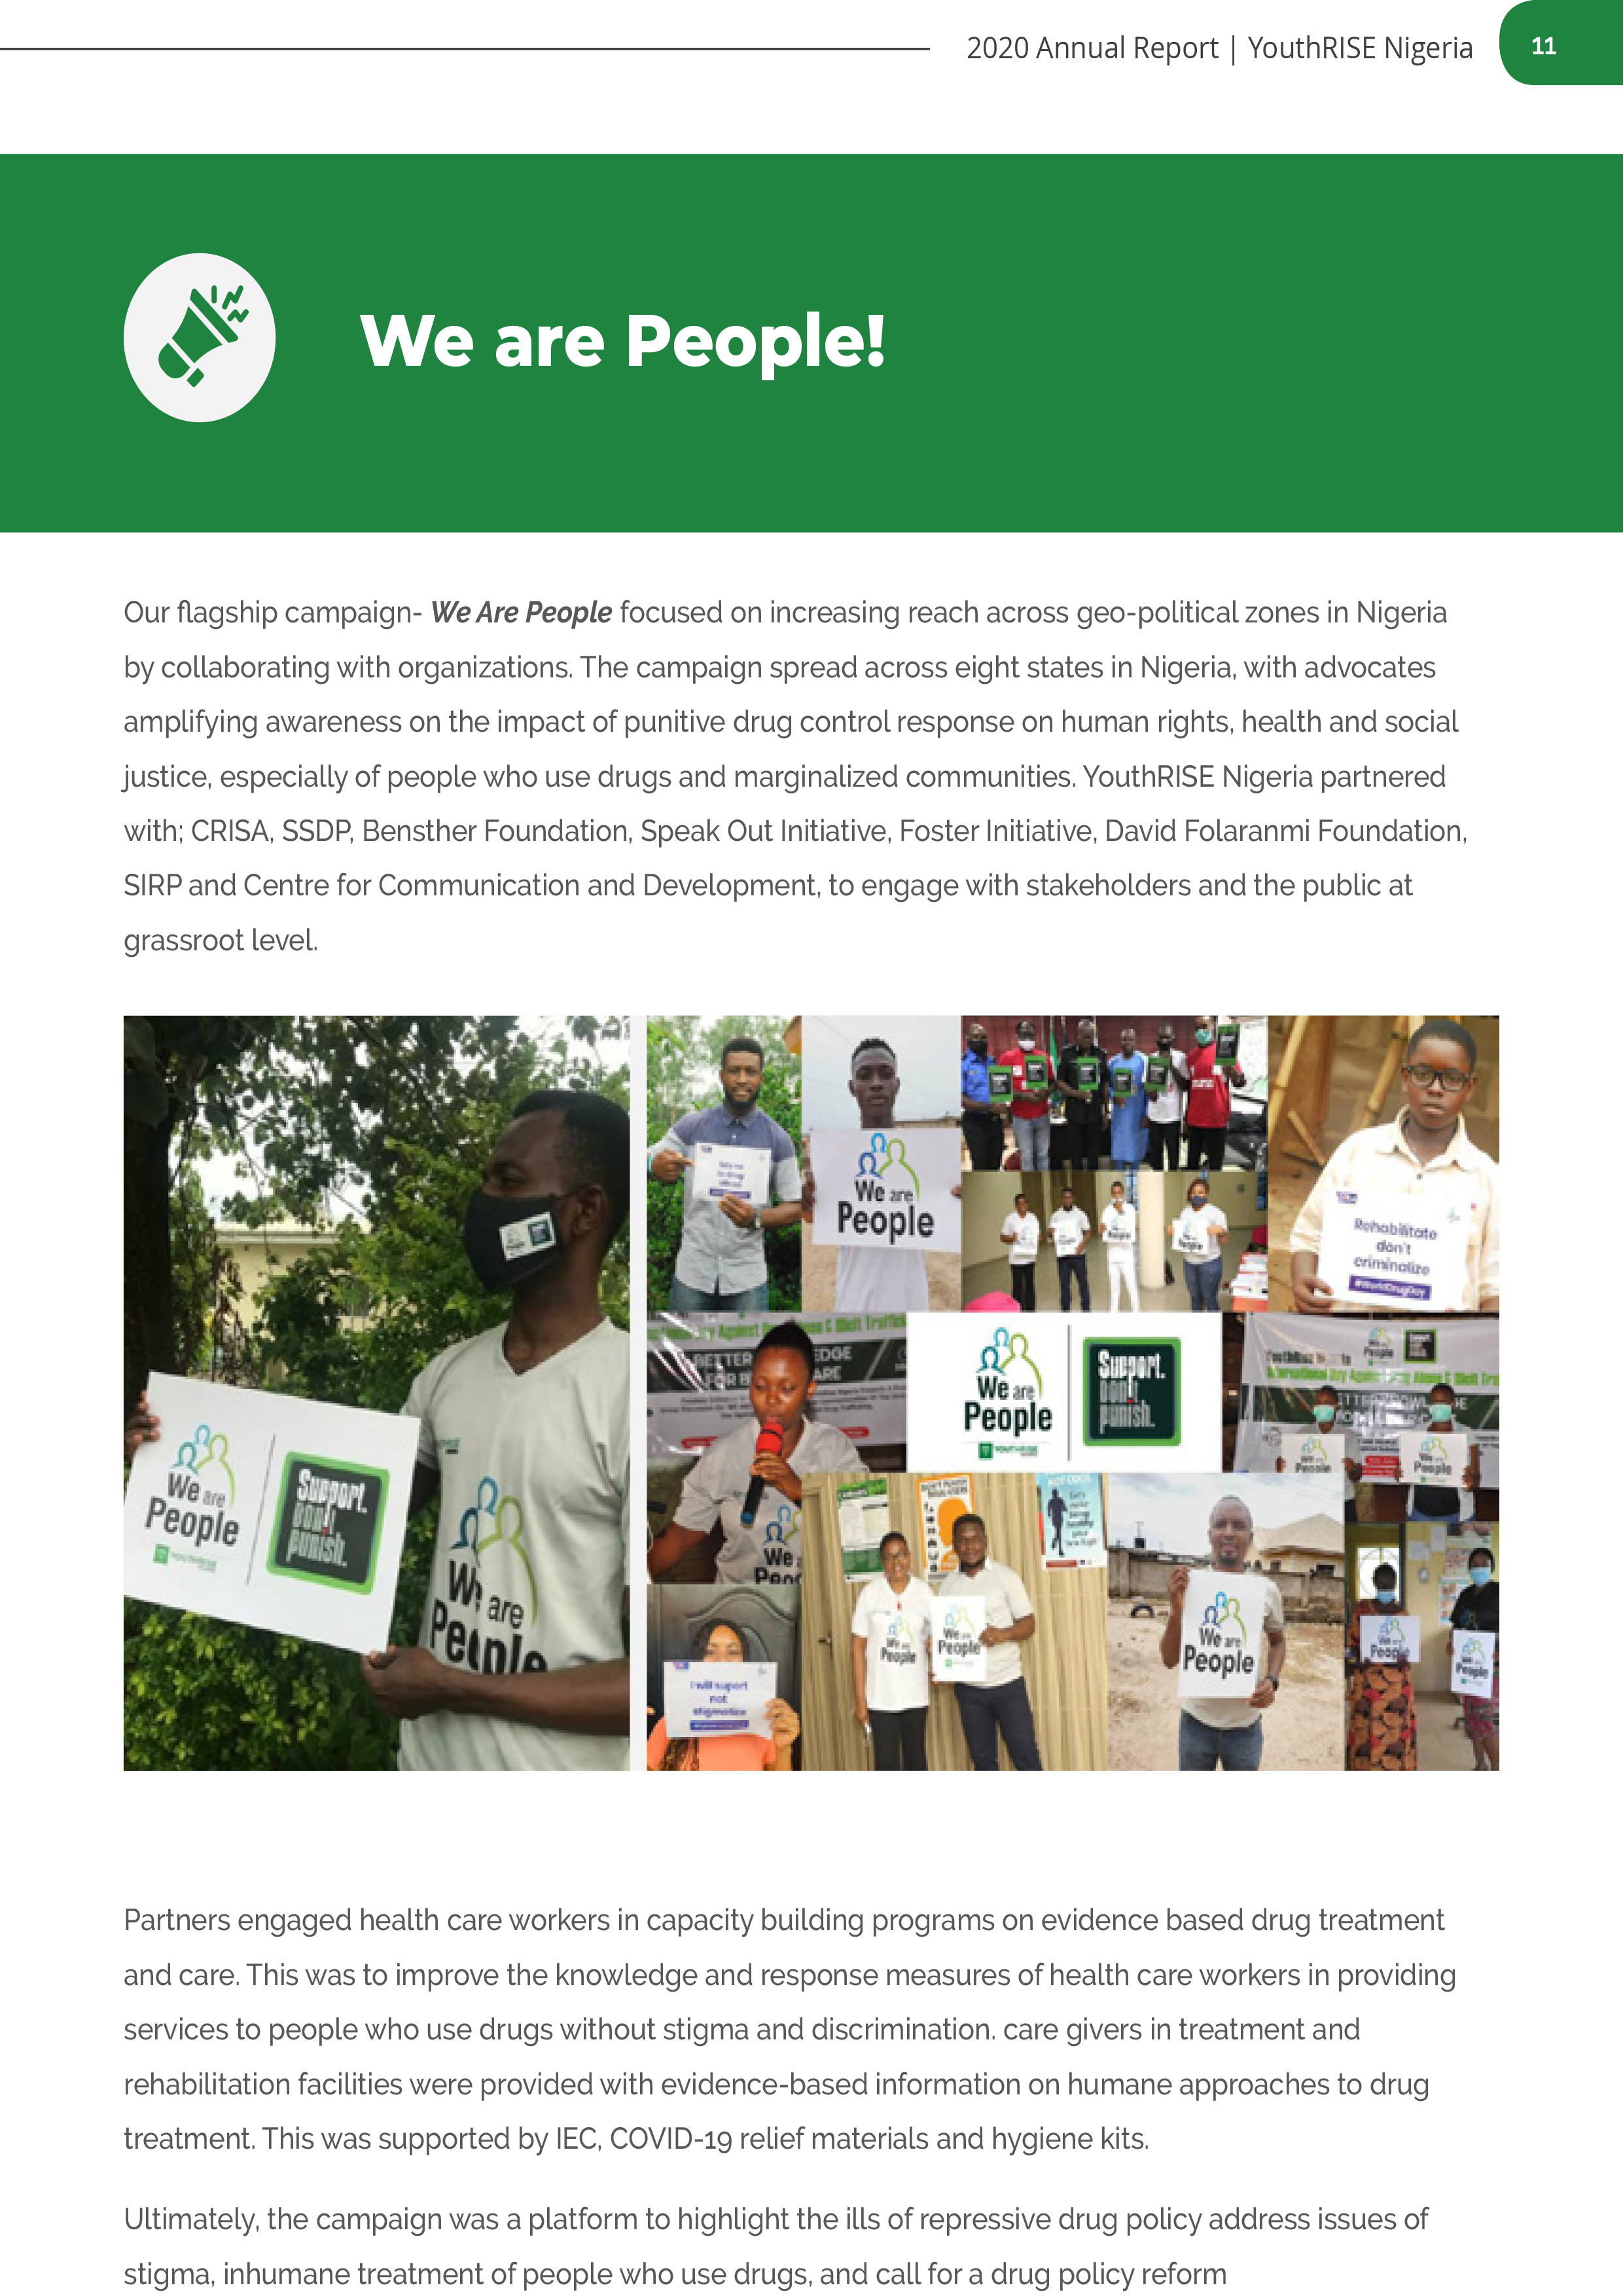 2020 Annual Report | YouthRISE Nigeria
11
We are People!
Our flagship campaign- We Are People focused on increasing reach across geo-political zones in Nigeria
by collaborating with organizations. The campaign spread across eight states in Nigeria, with advocates
amplifying awareness on the impact of punitive drug control response on human rights, health and social
justice, especially of people who use drugs and marginalized communities. YouthRISE Nigeria partnered
with; CRISA, SSDP, Bensther Foundation, Speak Out Initiative, Foster Initiative, David Folaranmi Foundation,
SIRP and Centre for Communication and Development, to engage with stakeholders and the public at
grassroot level.
We are
People
Support.
Don't
punish.
YOUTHRISE
We are
People
We are
People
Rehabilitate
don't
criminalize
#WorldDrugDay
We are
People
YOUTHRISE
Support.
Don't
punish.
We are
People
We are
People
We are
People
I will suport
not
stigmatize
Partners engaged health care workers in capacity building programs on evidence based drug treatment
and care. This was to improve the knowledge and response measures of health care workers in providing
services to people who use drugs without stigma and discrimination. care givers in treatment and
rehabilitation facilities were provided with evidence-based information on humane approaches to drug
treatment. This was supported by IEC, COVID-19 relief materials and hygiene kits.
Ultimately, the campaign was a platform to highlight the ills of repressive drug policy address issues of
stigma, inhumane treatment of people who use drugs, and call for a drug policy reform